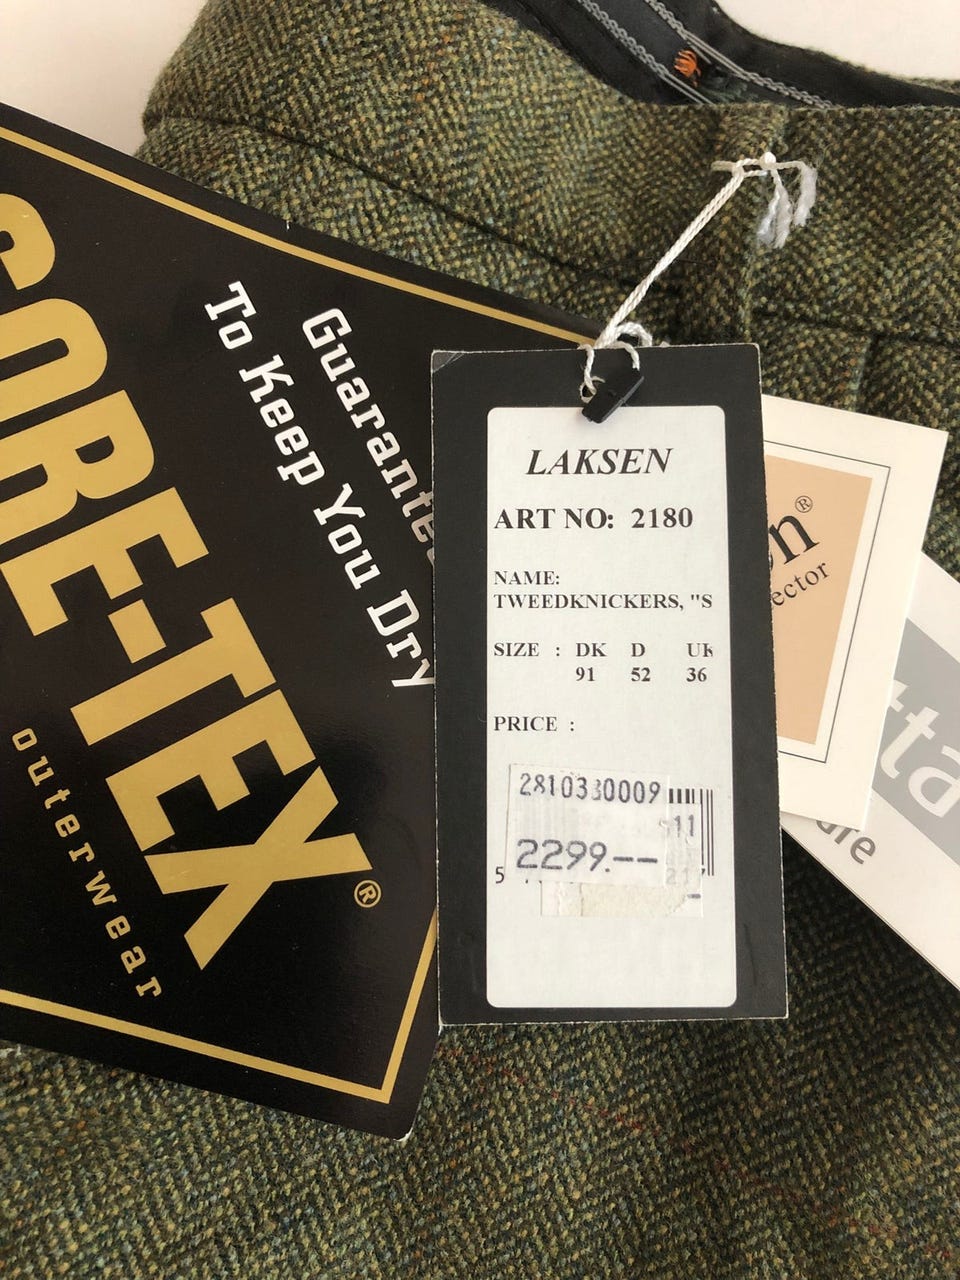 GORE-TEX®
outerwear
Guarantee
To Keep You Dry
LAKSEN
ART NO: 2180
NAME:
TWEEDKNICKERS, "S
SIZE : DK D UK
91 52 36
PRICE :
2299.--